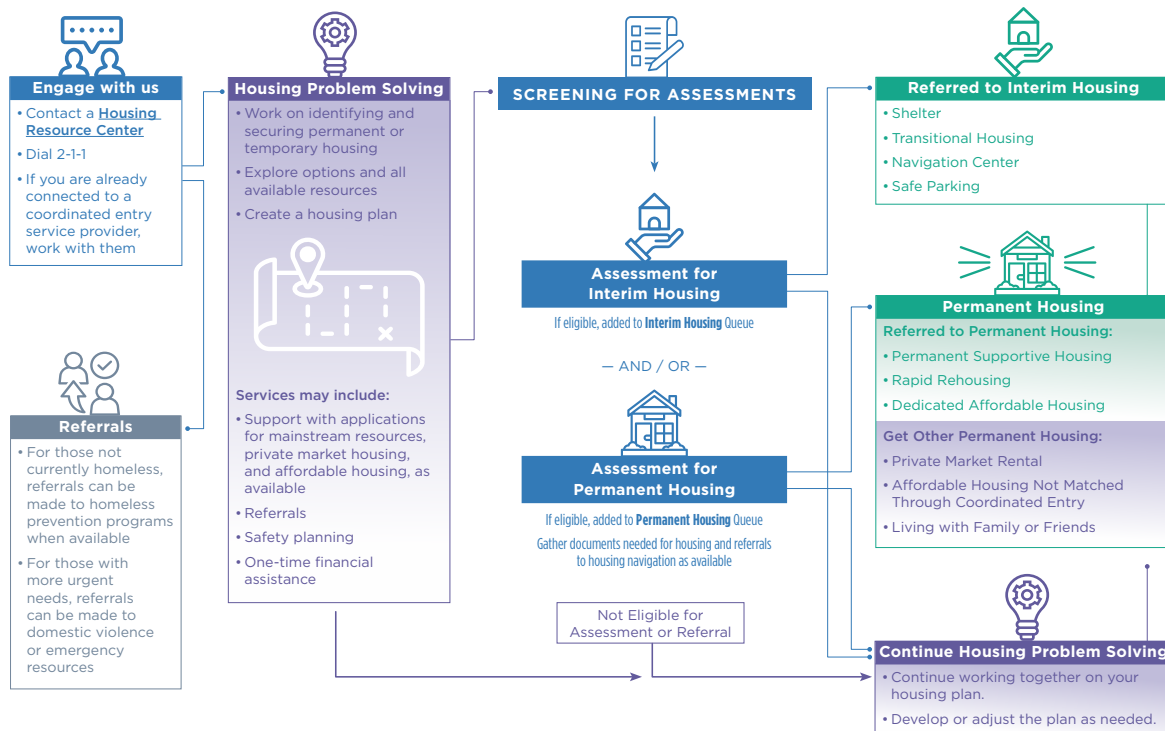 Engage with us
• Contact a Housing
Resource Center
• Dial 2-1-1
• If you are already
connected to a
coordinated entry
service provider,
work with them
Referrals
• For those not
currently homeless,
referrals can be
made to homeless
prevention programs
when available
• For those with
more urgent
needs, referrals
can be made to
domestic violence
or emergency
resources
Housing Problem Solving
• Work on identifying and
securing permanent or
temporary housing
• Explore options and all
available resources
• Create a housing plan
Services may include:
• Support with applications
for mainstream resources,
private market housing,
and affordable housing, as
available
• Referrals
• Safety planning
• One-time financial
assistance
SCREENING FOR ASSESSMENTS
Assessment for
Interim Housing
If eligible, added to Interim Housing Queue
— AND / OR —
Assessment for
Permanent Housing
If eligible, added to Permanent Housing Queue
Gather documents needed for housing and referrals
to housing navigation as available
Not Eligible for
Assessment or Referral
Referred to Interim Housing
• Shelter
• Transitional Housing
• Navigation Center
• Safe Parking
Permanent Housing
Referred to Permanent Housing:
• Permanent Supportive Housing
• Rapid Rehousing
• Dedicated Affordable Housing
Get Other Permanent Housing:
• Private Market Rental
• Affordable Housing Not Matched
Through Coordinated Entry
• Living with Family or Friends
Continue Housing Problem Solving
• Continue working together on your
housing plan.
• Develop or adjust the plan as needed.